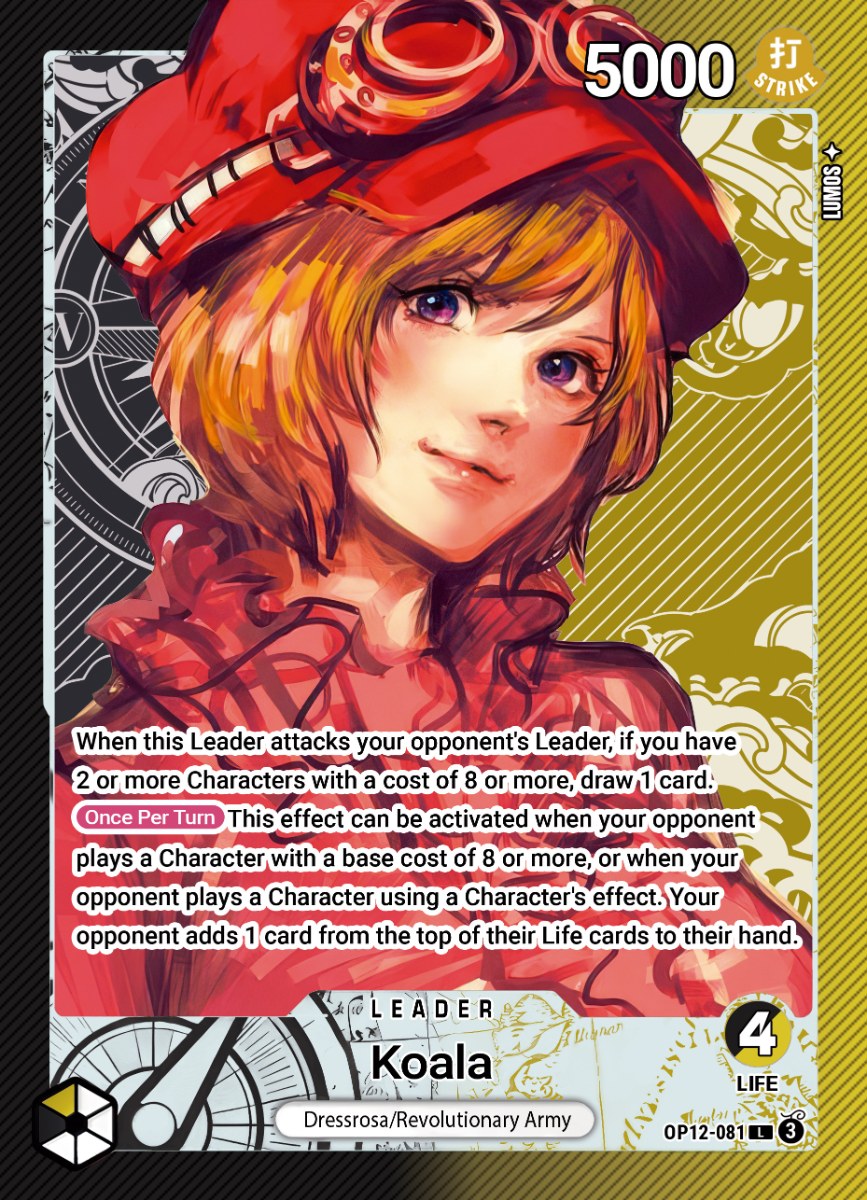 5000
打
STRIKE
LUMOS
V
When this Leader attacks your opponent's Leader, if you have
2 or more Characters with a cost of 8 or more, draw 1 card.
Once Per Turn This effect can be activated when your opponent
plays a Character with a base cost of 8 or more, or when your
opponent plays a Character using a Character's effect. Your
opponent adds 1 card from the top of their Life cards to their hand.
LEADER
Koala
4
LIFE
Dressrosa/Revolutionary Army
OP12-081 L 3